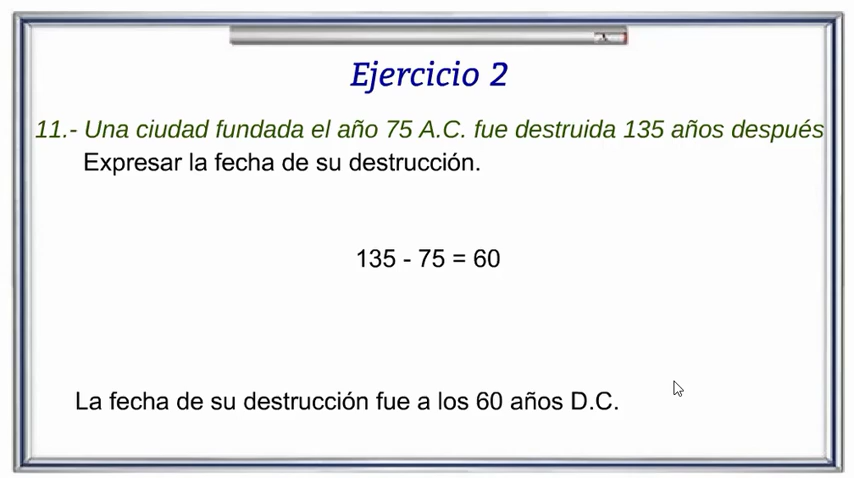 Ejercicio 2
11.- Una ciudad fundada el año 75 A.C. fue destruida 135 años después
Expresar la fecha de su destrucción.
135 - 75 = 60
La fecha de su destrucción fue a los 60 años D.C.